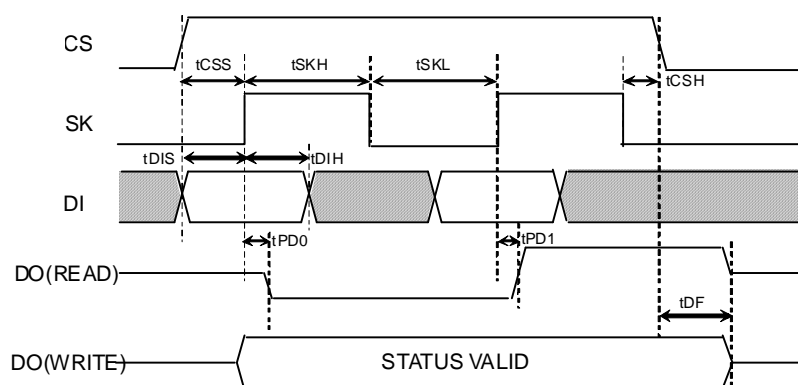 CS
tCSS tSKH tSKL
tCSH
SK
tDIS tDIH
DI
tPD0 tPD1
DO(READ)
tDF
DO(WRITE) STATUS VALID